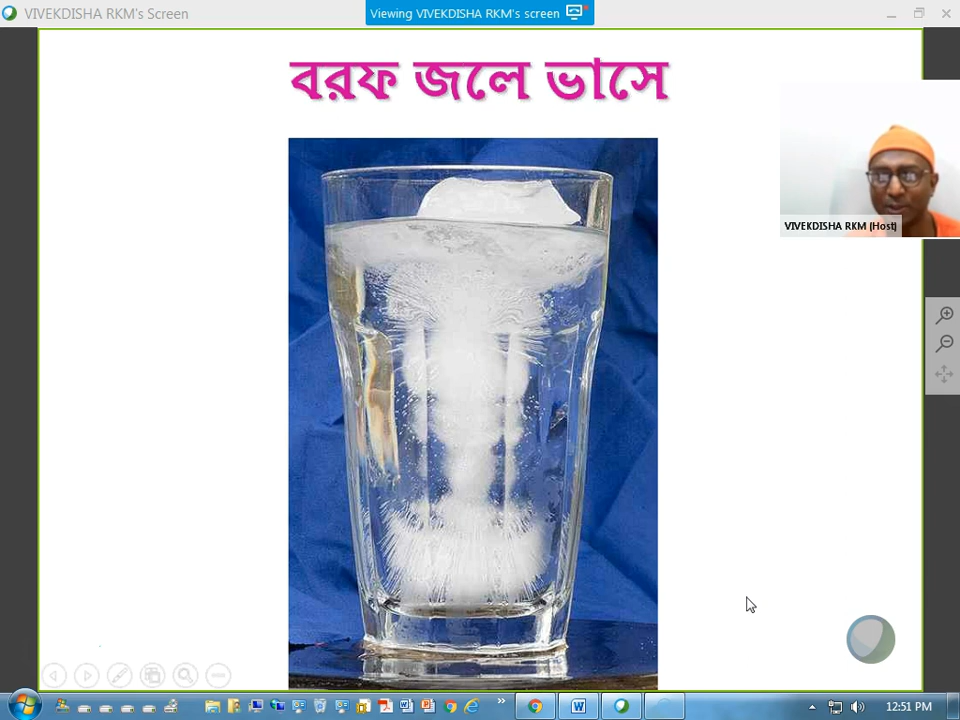 VIVEKDISHA RKM's Screen
Viewing VIVEKDISHA RKM's screen
বরফ জলে ভাসে
VIVEKDISHA RKM (Host)
12:51 PM